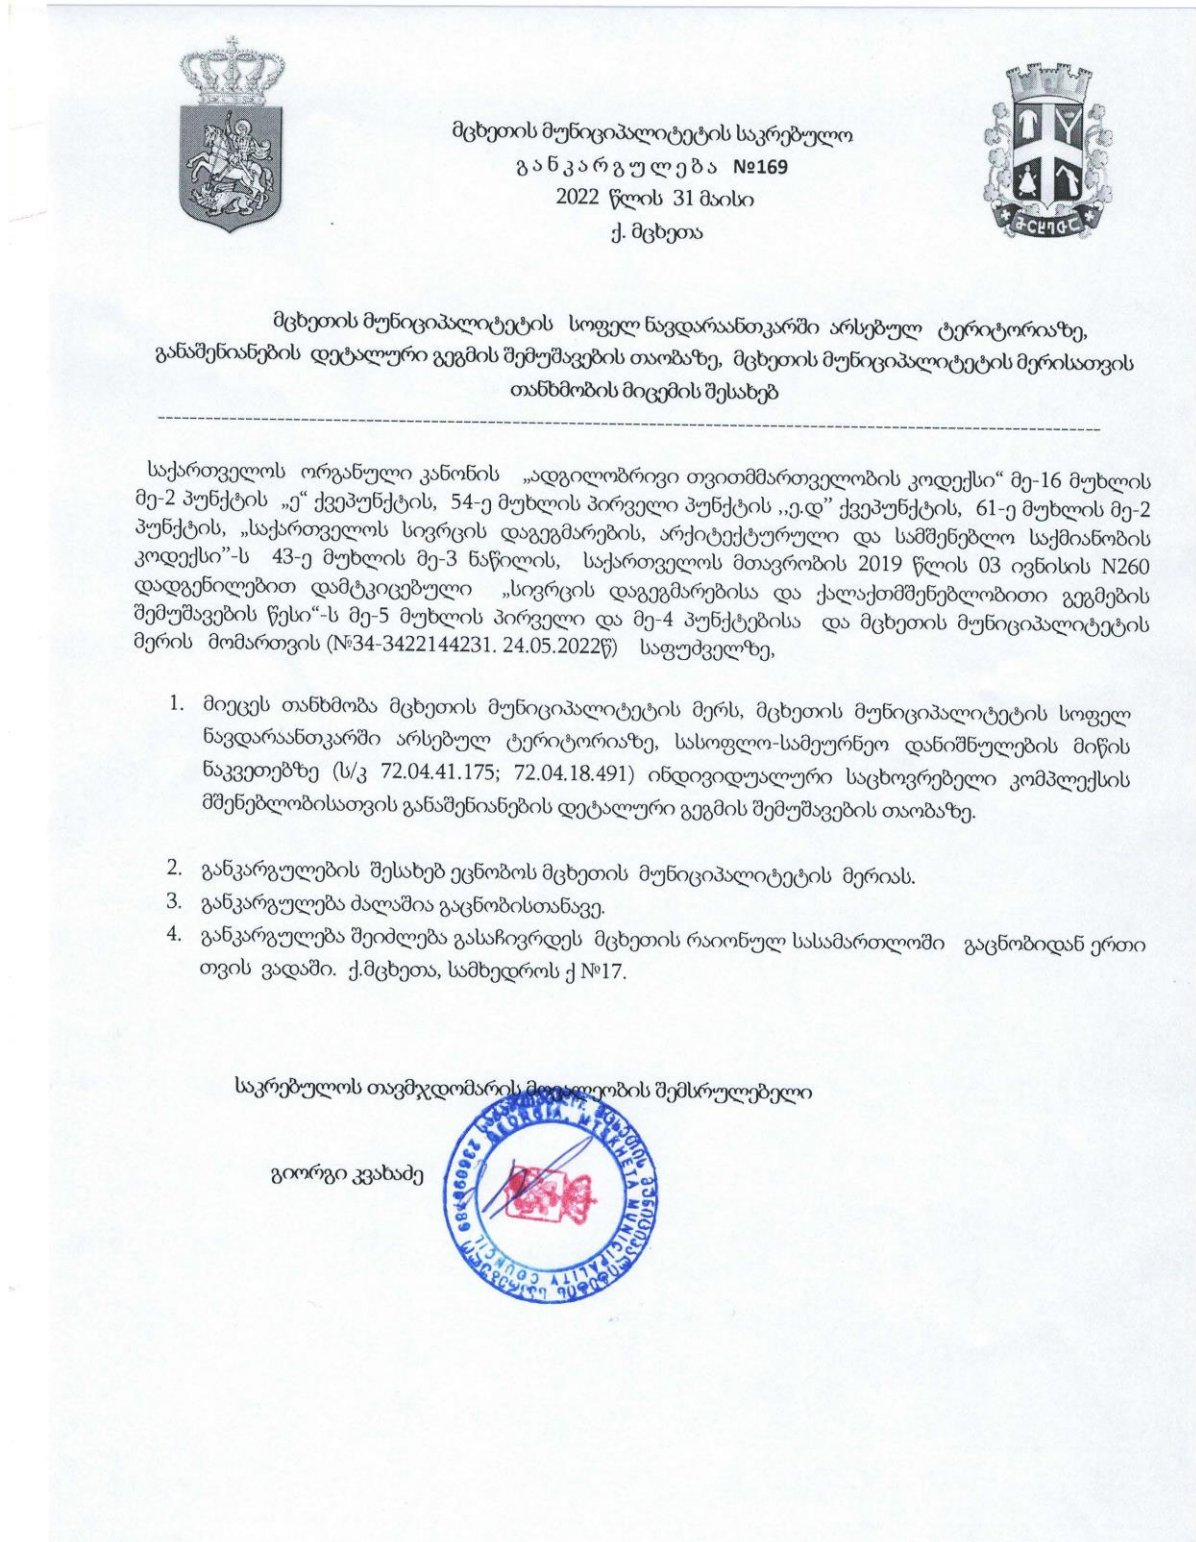 მცხეთის მუნიციპალიტეტის საკრებულო
გ ა ნ კ ა რ გ უ ლ ე ბ ა №169
2022 წლის 31 მაისი
ქ. მცხეთა
მცხეთის მუნიციპალიტეტის სოფელ ნავდარაანთკარში არსებულ ტერიტორიაზე,
განაშენიანების დეტალური გეგმის შემუშავების თაობაზე, მცხეთის მუნიციპალიტეტის მერისათვის
თანხმობის მიცემის შესახებ
საქართველოს ორგანული კანონის „ადგილობრივი თვითმმართველობის კოდექსი“ მე-16 მუხლის
მე-2 პუნქტის „ე“ ქვეპუნქტის, 54-ე მუხლის პირველი პუნქტის ,,ე.დ” ქვეპუნქტის, 61-ე მუხლის მე-2
პუნქტის, „საქართველოს სივრცის დაგეგმარების, არქიტექტურული და სამშენებლო საქმიანობის
კოდექსი”-ს 43-ე მუხლის მე-3 ნაწილის, საქართველოს მთავრობის 2019 წლის 03 ივნისის N260
დადგენილებით დამტკიცებული „სივრცის დაგეგმარებისა და ქალაქთმშენებლობითი გეგმების
შემუშავების წესი“-ს მე-5 მუხლის პირველი და მე-4 პუნქტებისა და მცხეთის მუნიციპალიტეტის
მერის მომართვის (№34-3422144231. 24.05.2022წ) საფუძველზე,
1. მიეცეს თანხმობა მცხეთის მუნიციპალიტეტის მერს, მცხეთის მუნიციპალიტეტის სოფელ
ნავდარაანთკარში არსებულ ტერიტორიაზე, სასოფლო-სამეურნეო დანიშნულების მიწის
ნაკვეთებზე (ს/კ 72.04.41.175; 72.04.18.491) ინდივიდუალური საცხოვრებელი კომპლექსის
მშენებლობისათვის განაშენიანების დეტალური გეგმის შემუშავების თაობაზე.
2. განკარგულების შესახებ ეცნობოს მცხეთის მუნიციპალიტეტის მერიას.
3. განკარგულება ძალაშია გაცნობისთანავე.
4. განკარგულება შეიძლება გასაჩივრდეს მცხეთის რაიონულ სასამართლოში გაცნობიდან ერთი
თვის ვადაში. ქ.მცხეთა, სამხედროს ქ №17.
საკრებულოს თავმჯდომარის მოვალეობის შემსრულებელი
გიორგი კვახაძე
მცხეთის მუნიციპალიტეტის საკრებულო
GEORGIA, MTSKHETA MUNICIPALITY COUNCIL